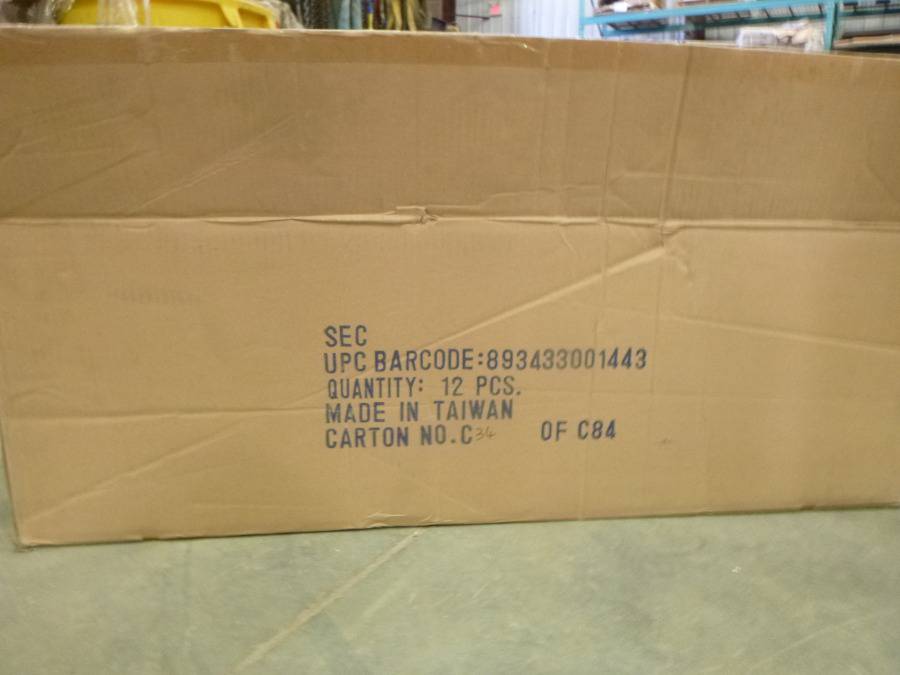 SEC
UPC BARCODE:893433001443
QUANTITY: 12 PCS.
MADE IN TAIWAN
CARTON NO.C34 OF C84